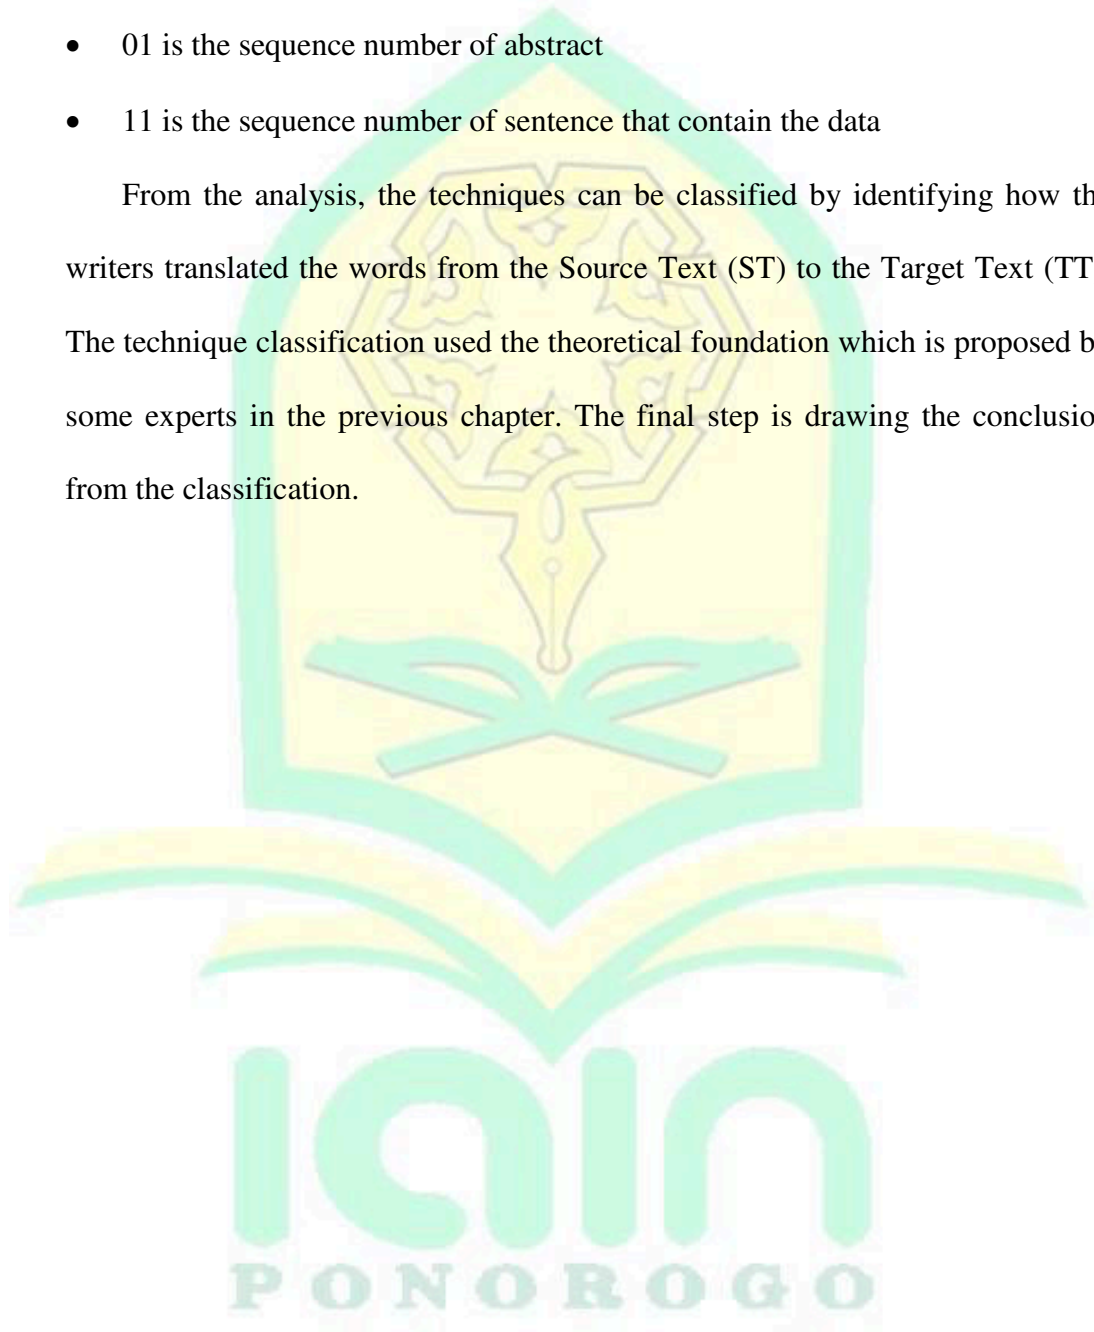 • 01 is the sequence number of abstract
• 11 is the sequence number of sentence that contain the data
From the analysis, the techniques can be classified by identifying how th
writers translated the words from the Source Text (ST) to the Target Text (TT
The technique classification used the theoretical foundation which is proposed b
some experts in the previous chapter. The final step is drawing the conclusio
from the classification.
iain
PONOROGO